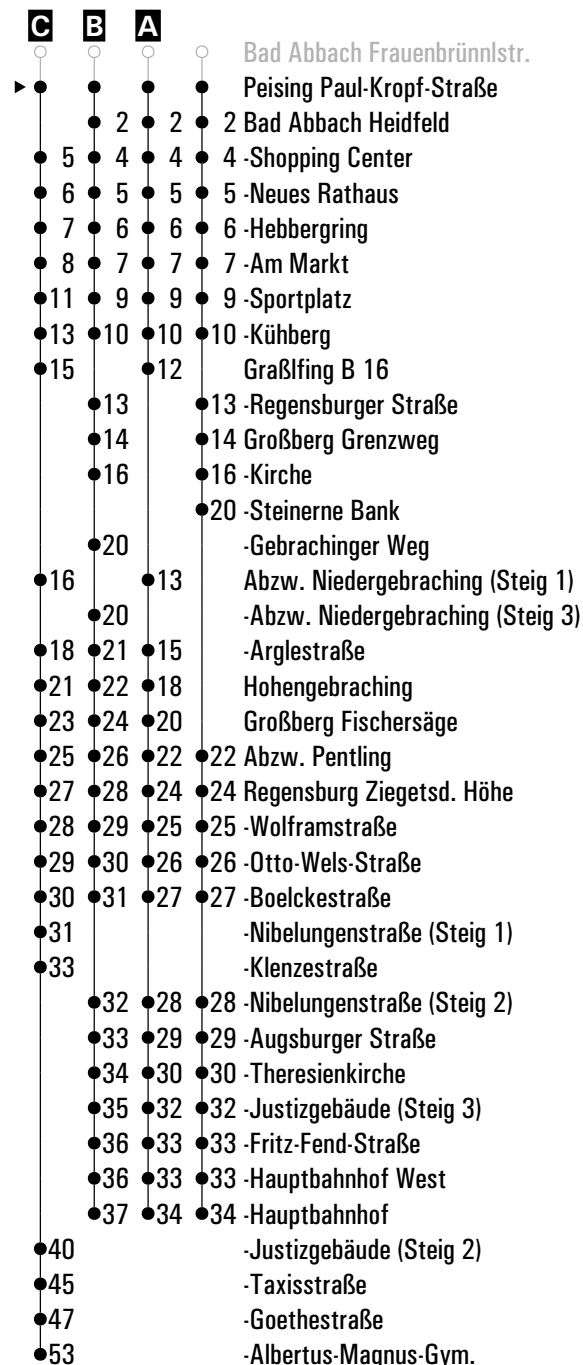 C B A
Bad Abbach Frauenbrünnlstr.
Peising Paul-Kropf-Straße
2 2 2 Bad Abbach Heidfeld
5 4 4 4 -Shopping Center
6 5 5 5 -Neues Rathaus
7 6 6 6 -Hebbergring
8 7 7 7 -Am Markt
11 9 9 9 -Sportplatz
13 10 10 10 -Kühberg
15 12 Graßlfing B 16
13 13 -Regensburger Straße
14 14 Großberg Grenzweg
16 16 -Kirche
20 -Steinerne Bank
20 -Gebrachinger Weg
16 13 Abzw. Niedergebraching (Steig 1)
20 -Abzw. Niedergebraching (Steig 3)
18 21 15 -Arglestraße
21 22 18 Hohengebraching
23 24 20 Großberg Fischersäge
25 26 22 22 Abzw. Pentling
27 28 24 24 Regensburg Ziegetsd. Höhe
28 29 25 25 -Wolframstraße
29 30 26 26 -Otto-Wels-Straße
30 31 27 27 -Boelckestraße
31 -Nibelungenstraße (Steig 1)
33 -Klenzestraße
32 28 28 -Nibelungenstraße (Steig 2)
33 29 29 -Augsburger Straße
34 30 30 -Theresienkirche
35 32 32 -Justizgebäude (Steig 3)
36 33 33 -Fritz-Fend-Straße
36 33 33 -Hauptbahnhof West
37 34 34 -Hauptbahnhof
40 -Justizgebäude (Steig 2)
45 -Taxisstraße
47 -Goethestraße
53 -Albertus-Magnus-Gym.